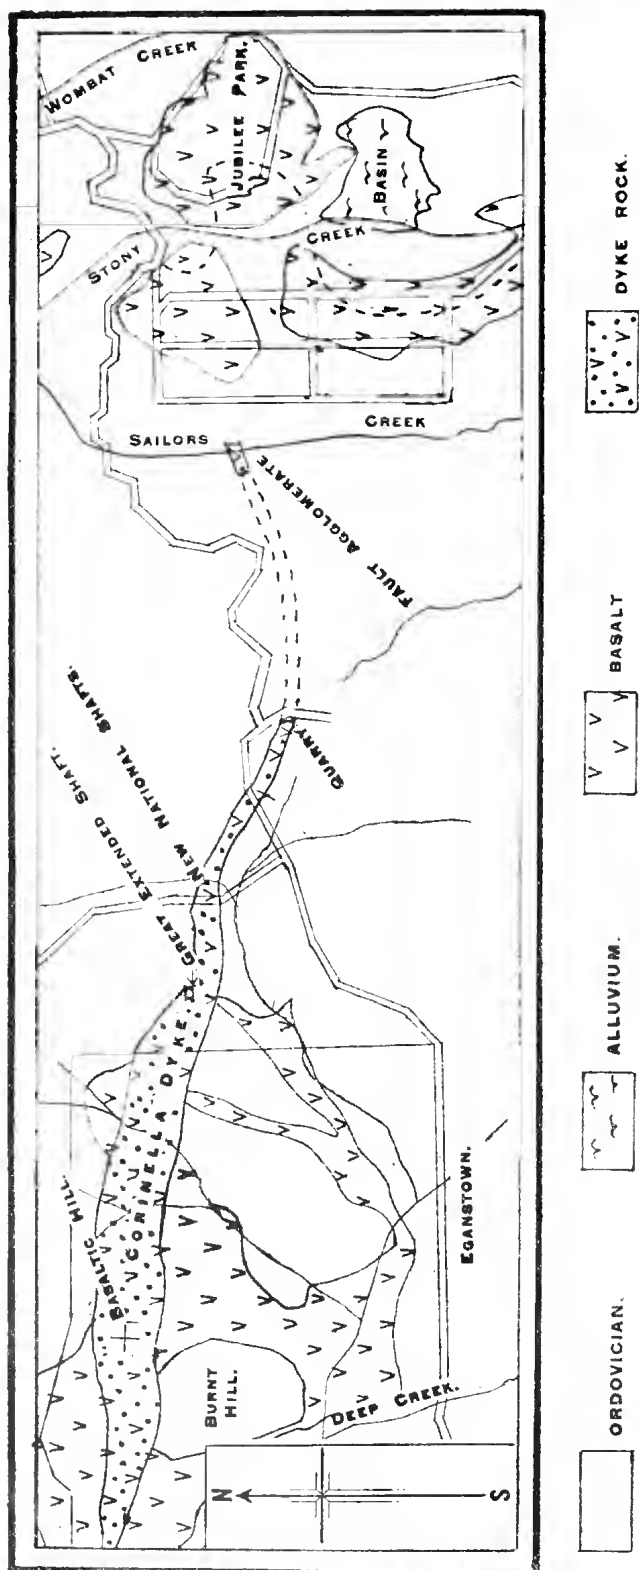 WOMBAT CREEK
JUBILEE PARK.
STONY
CREEK
BASIN
SAILORS
CREEK
FAULT AGGLOMERATE
NEW NATIONAL SHAFTS.
GREAT EXTENDED SHAFT.
QUARRY
CORINELLA DYKE.
BASALTIC HILL.
BURNT
HILL.
EGANSTOWN.
DEEP CREEK.
N
S
ORDOVICIAN.
ALLUVIUM.
BASALT
DYKE ROCK.